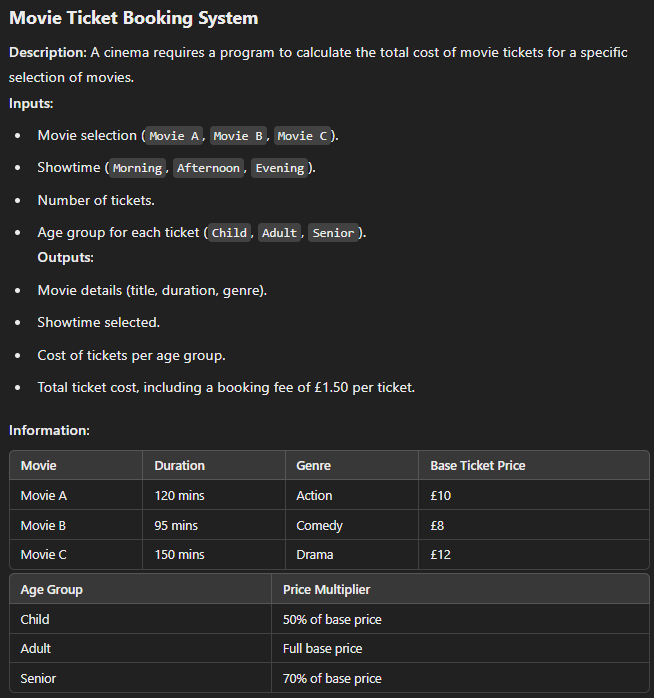 Movie Ticket Booking System
Description: A cinema requires a program to calculate the total cost of movie tickets for a specific
selection of movies.
Inputs:
• Movie selection (Movie A, Movie B, Movie C).
• Showtime (Morning, Afternoon, Evening).
• Number of tickets.
• Age group for each ticket (Child, Adult, Senior).
Outputs:
• Movie details (title, duration, genre).
• Showtime selected.
• Cost of tickets per age group.
• Total ticket cost, including a booking fee of £1.50 per ticket.
Information:
Movie Duration Genre Base Ticket Price
Movie A 120 mins Action £10
Movie B 95 mins Comedy £8
Movie C 150 mins Drama £12
Age Group Price Multiplier
Child 50% of base price
Adult Full base price
Senior 70% of base price